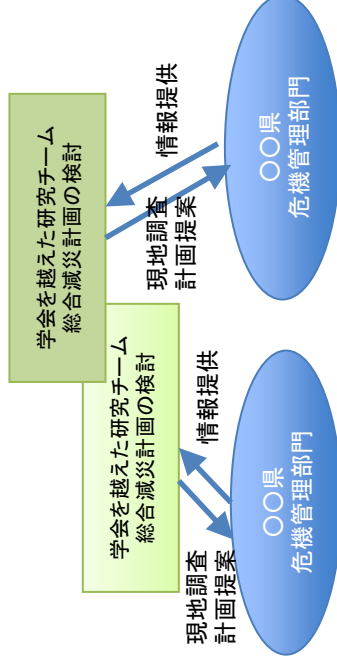 学会を越えた研究チーム
総合減災計画の検討
現地調査
計画提案
情報提供
〇〇県
危機管理部門
学会を越えた研究チーム
総合減災計画の検討
現地調査
計画提案
情報提供
〇〇県
危機管理部門